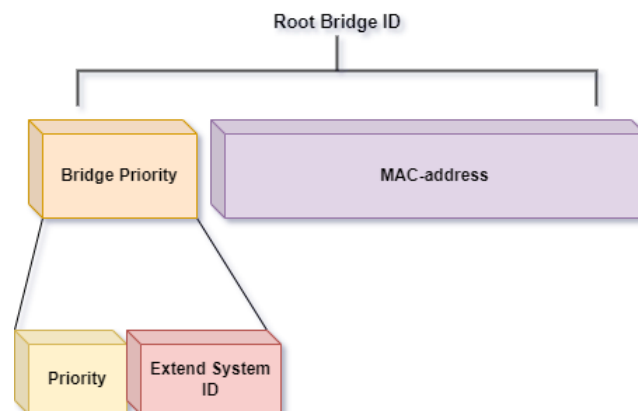 Root Bridge ID
Bridge Priority
MAC-address
Priority
Extend System
ID